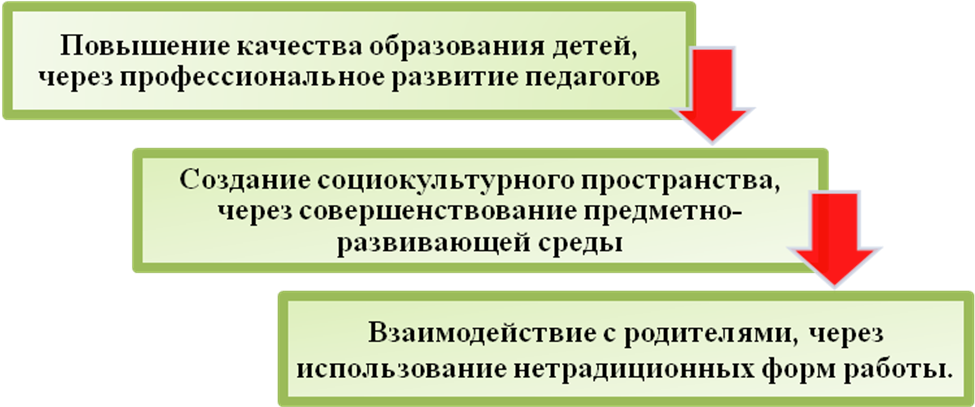 Повышение качества образования детей,
через профессиональное развитие педагогов
Создание социокультурного пространства,
через совершенствование предметно-
развивающей среды
Взаимодействие с родителями, через
использование нетрадиционных форм работы.